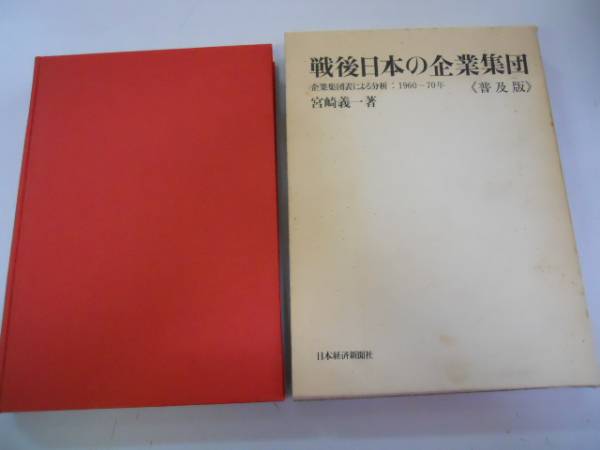 戦後日本の企業集団
企業集団表による分析：1960－70年
《普及版》
宮崎義一著
日本経済新聞社